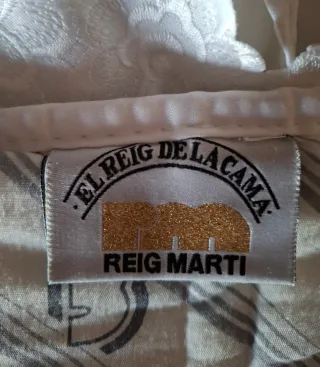 · EL REIG DE LA CAMA ·
REIG MARTI